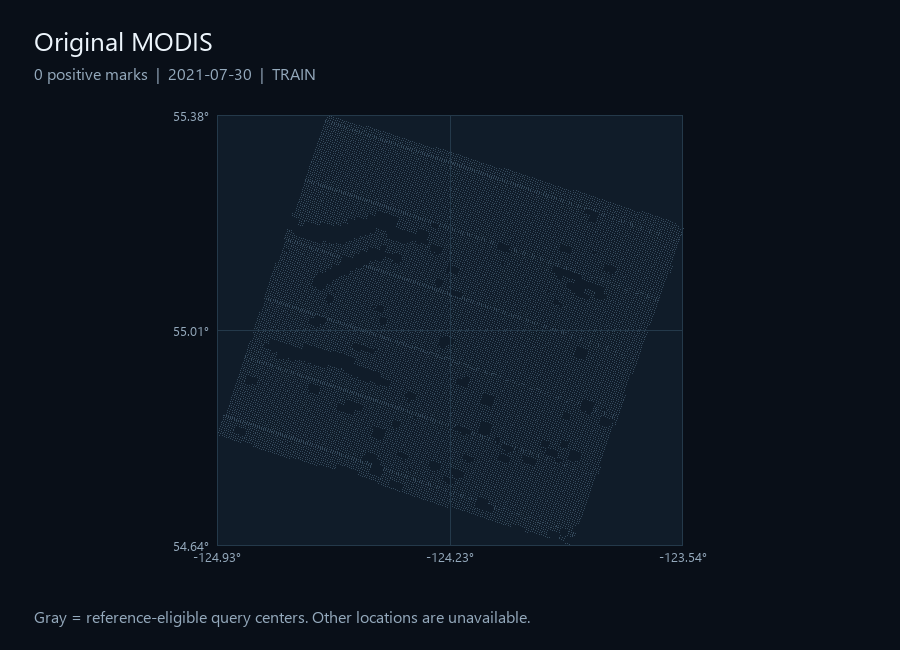 Original MODIS
0 positive marks | 2021-07-30 | TRAIN
55.38°
55.01°
54.64°
-124.93°
-124.23°
-123.54°
Gray = reference-eligible query centers. Other locations are unavailable.